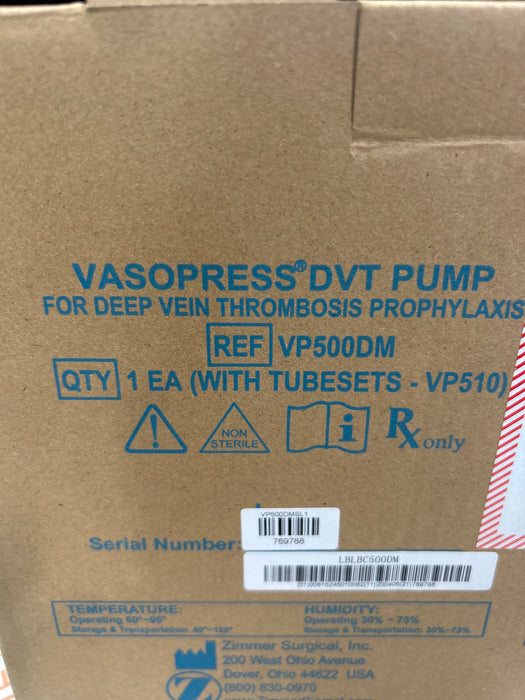 VASOPRESS® DVT PUMP
FOR DEEP VEIN THROMBOSIS PROPHYLAXIS
REF VP500DM
QTY 1 EA (WITH TUBESETS - VP510)
NON
STERILE
i
Rx only
VP500DMSL1
769788
Serial Number:
LBLBC500DM
TEMPERATURE:
Operating 60°~95°
Storage & Transportation: 40°~120°
HUMIDITY:
Operating 30% ~ 75%
Storage & Transportation: 30%~75%
Zimmer Surgical, Inc.
200 West Ohio Avenue
Dover, Ohio 44622 USA
(800) 830-0970